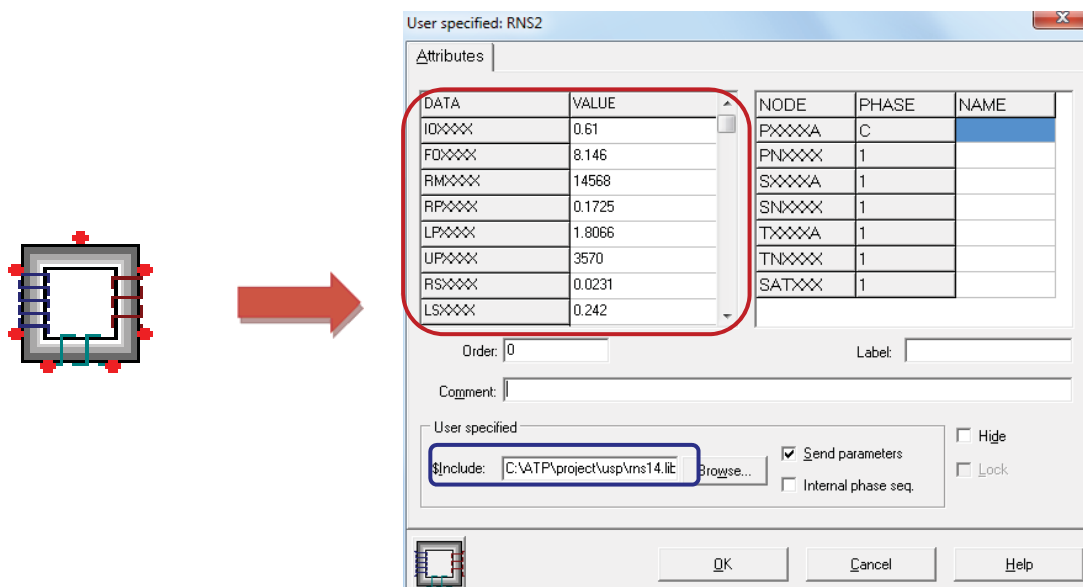 User specified: RNS2
Attributes
DATA VALUE
IOXXXX 0.61
FOXXXX 8.146
RMXXXX 14568
RPXXXX 0.1725
LPXXXX 1.8066
UPXXXX 3570
RSXXXX 0.0231
LSXXXX 0.242
NODE PHASE NAME
PXXXXA C
PNXXXX 1
SXXXXA 1
SNXXXX 1
TXXXXA 1
TNXXXX 1
SATXXX 1
Order: 0
Label:
Comment:
User specified
$Include: C:\ATP\project\usp\rns14.lib
Browse...
Send parameters
Internal phase seq.
Hide
Lock
OK Cancel Help